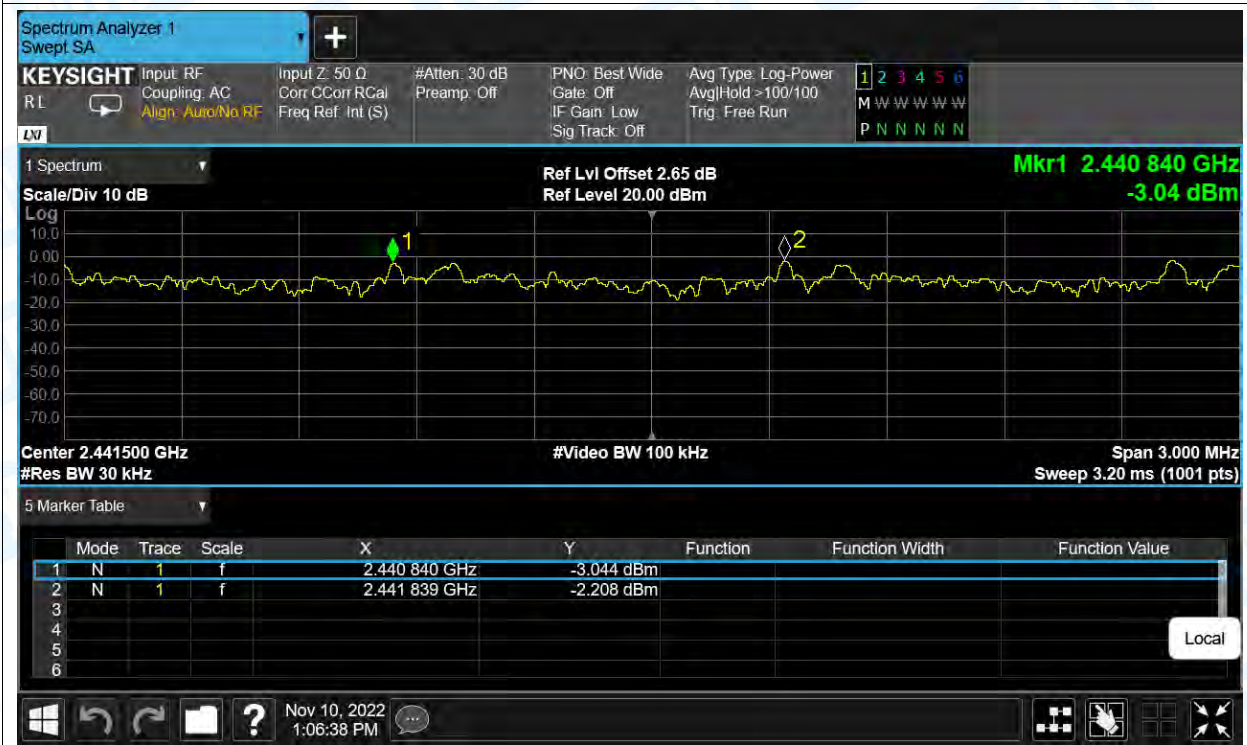 Spectrum Analyzer 1
Swept SA
+
KEYSIGHT Input: RF Input Z: 50 Ω #Atten: 30 dB PNO: Best Wide Avg Type: Log-Power 1 2 3 4 5 6
RL Coupling: AC Corr CCorr RCal Preamp: Off Gate: Off Avg|Hold:>100/100 M W W W W W
Align: Auto/No RF Freq Ref: Int (S) IF Gain: Low Trig: Free Run
LXI Sig Track: Off P N N N N N
1 Spectrum Ref Lvl Offset 2.65 dB Mkr1 2.440 840 GHz
Scale/Div 10 dB Ref Level 20.00 dBm -3.04 dBm
Log
10.0
0.00
-10.0
-20.0
-30.0
-40.0
-50.0
-60.0
-70.0
1
2
Center 2.441500 GHz #Video BW 100 kHz Span 3.000 MHz
#Res BW 30 kHz Sweep 3.20 ms (1001 pts)
5 Marker Table
Mode Trace Scale X Y Function Function Width Function Value
1 N 1 f 2.440 840 GHz -3.044 dBm
2 N 1 f 2.441 839 GHz -2.208 dBm
3
4
5
6
Local
? Nov 10, 2022
1:06:38 PM